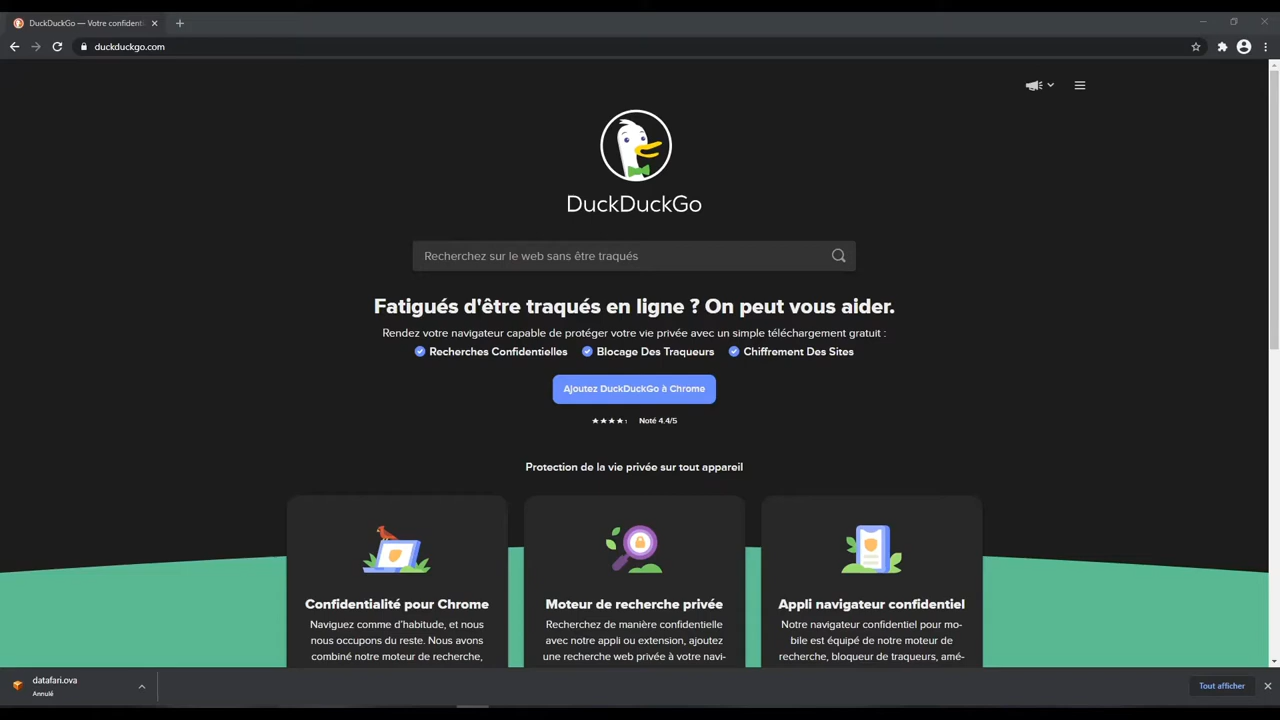 DuckDuckGo — Votre confidenti
duckduckgo.com
DuckDuckGo
Recherchez sur le web sans être traqués
Fatigués d'être traqués en ligne ? On peut vous aider.
Rendez votre navigateur capable de protéger votre vie privée avec un simple téléchargement gratuit :
Recherches Confidentielles Blocage Des Traqueurs Chiffrement Des Sites
Ajoutez DuckDuckGo à Chrome
Noté 4.4/5
Protection de la vie privée sur tout appareil
Confidentialité pour Chrome
Naviguez comme d'habitude, et nous
nous occupons du reste. Nous avons
combiné notre moteur de recherche,
Moteur de recherche privée
Recherchez de manière confidentielle
avec notre appli ou extension, ajoutez
une recherche web privée à votre navi-
Appli navigateur confidentiel
Notre navigateur confidentiel pour mo-
bile est équipé de notre moteur de
recherche, bloqueur de traqueurs, amé-
datafari.ova
Annulé
Tout afficher